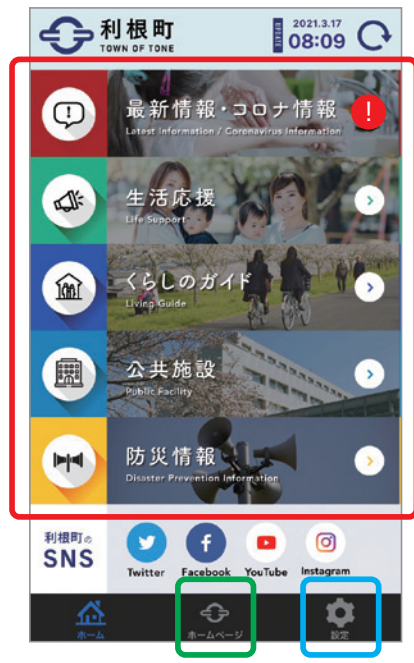 利根町
TOWN OF TONE
UPDATE
2021.3.17
08:09
最新情報・コロナ情報
!
Latest information / Coronavirus Information
生活応援
Life Support
くらしのガイド
Living Guide
公共施設
Public Facility
防災情報
Disaster Prevention Information
利根町の
SNS
Twitter Facebook YouTube Instagram
ホーム ホームページ 設定